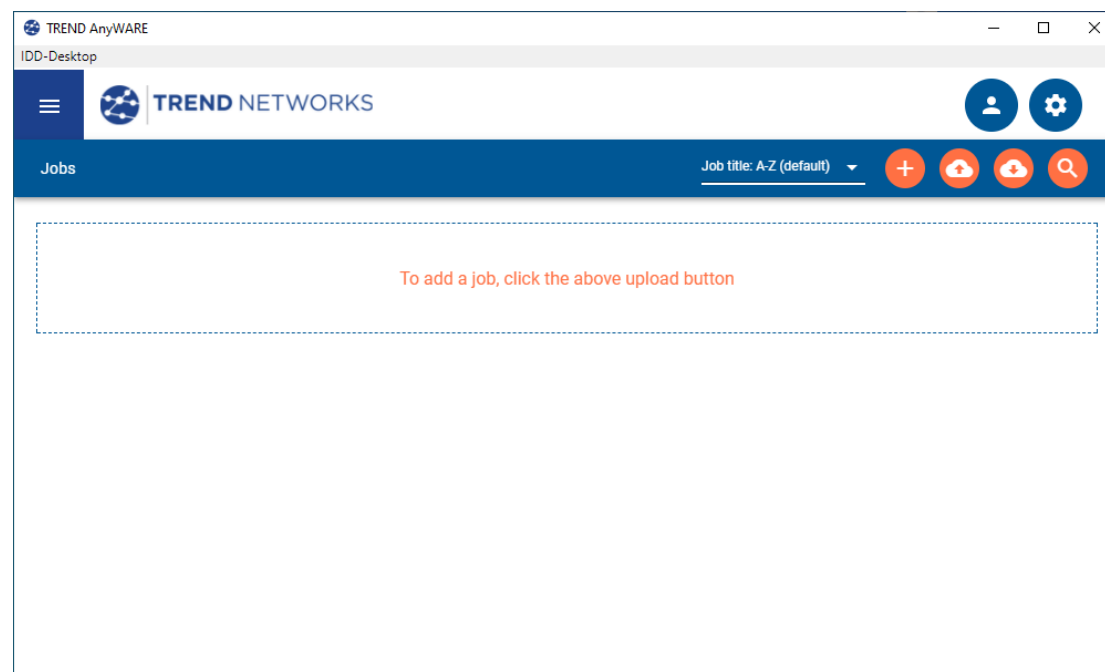 TREND AnyWARE
IDD-Desktop
TREND NETWORKS
Jobs
Job title: A-Z (default)
To add a job, click the above upload button